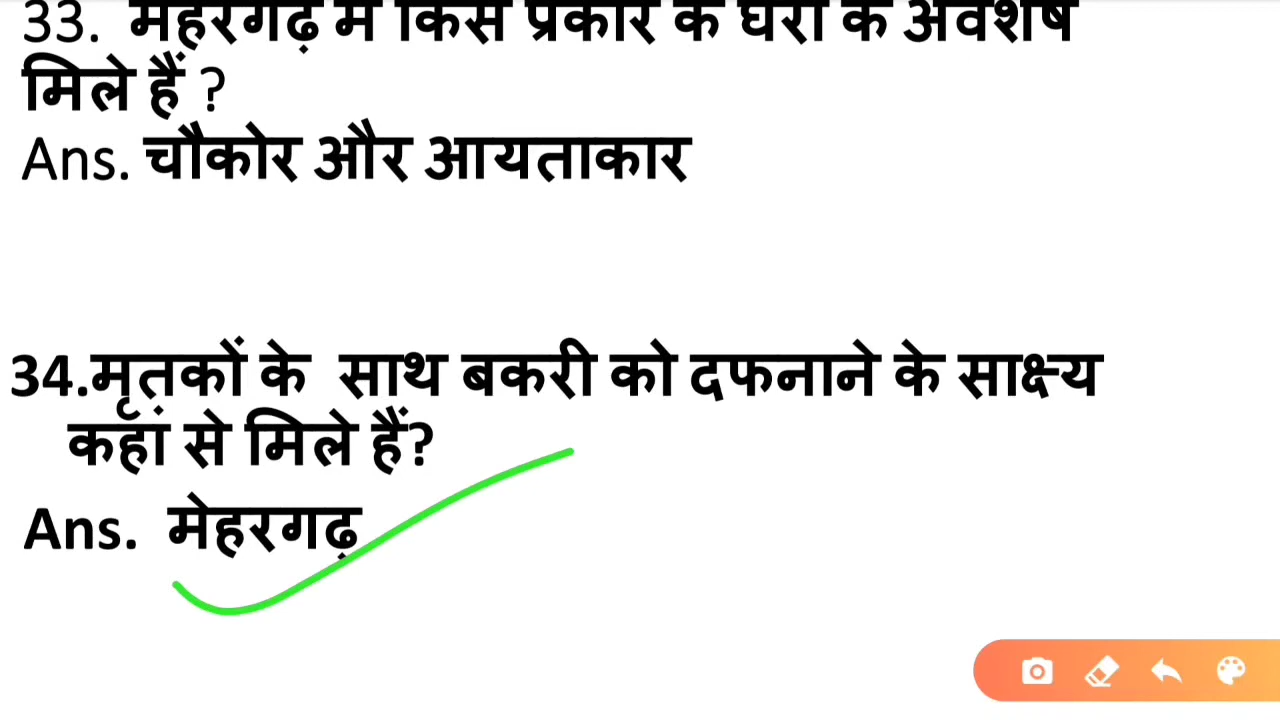 33. मेहरगढ़ में किस प्रकार के घरों के अवशेष
मिले हैं ?
Ans. चौकोर और आयताकार
34.मृतकों के साथ बकरी को दफनाने के साक्ष्य
कहां से मिले हैं?
Ans. मेहरगढ़